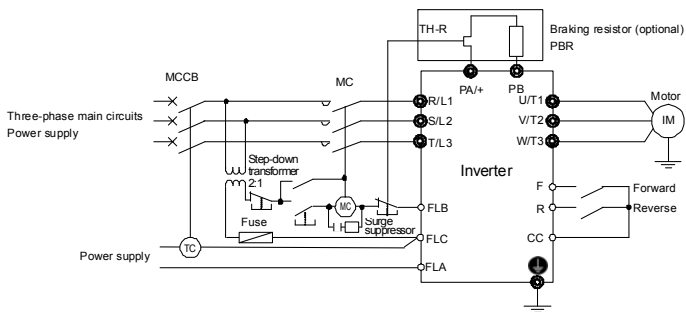 TH-R
Braking resistor (optional)
PBR
MCCB
MC
PA/+
PB
Motor
Three-phase main circuits
Power supply
R/L1
S/L2
T/L3
U/T1
V/T2
W/T3
IM
Step-down
transformer
2:1
Inverter
MC
FLB
F
R
CC
Forward
Reverse
Fuse
Surge
suppressor
TC
FLC
Power supply
FLA